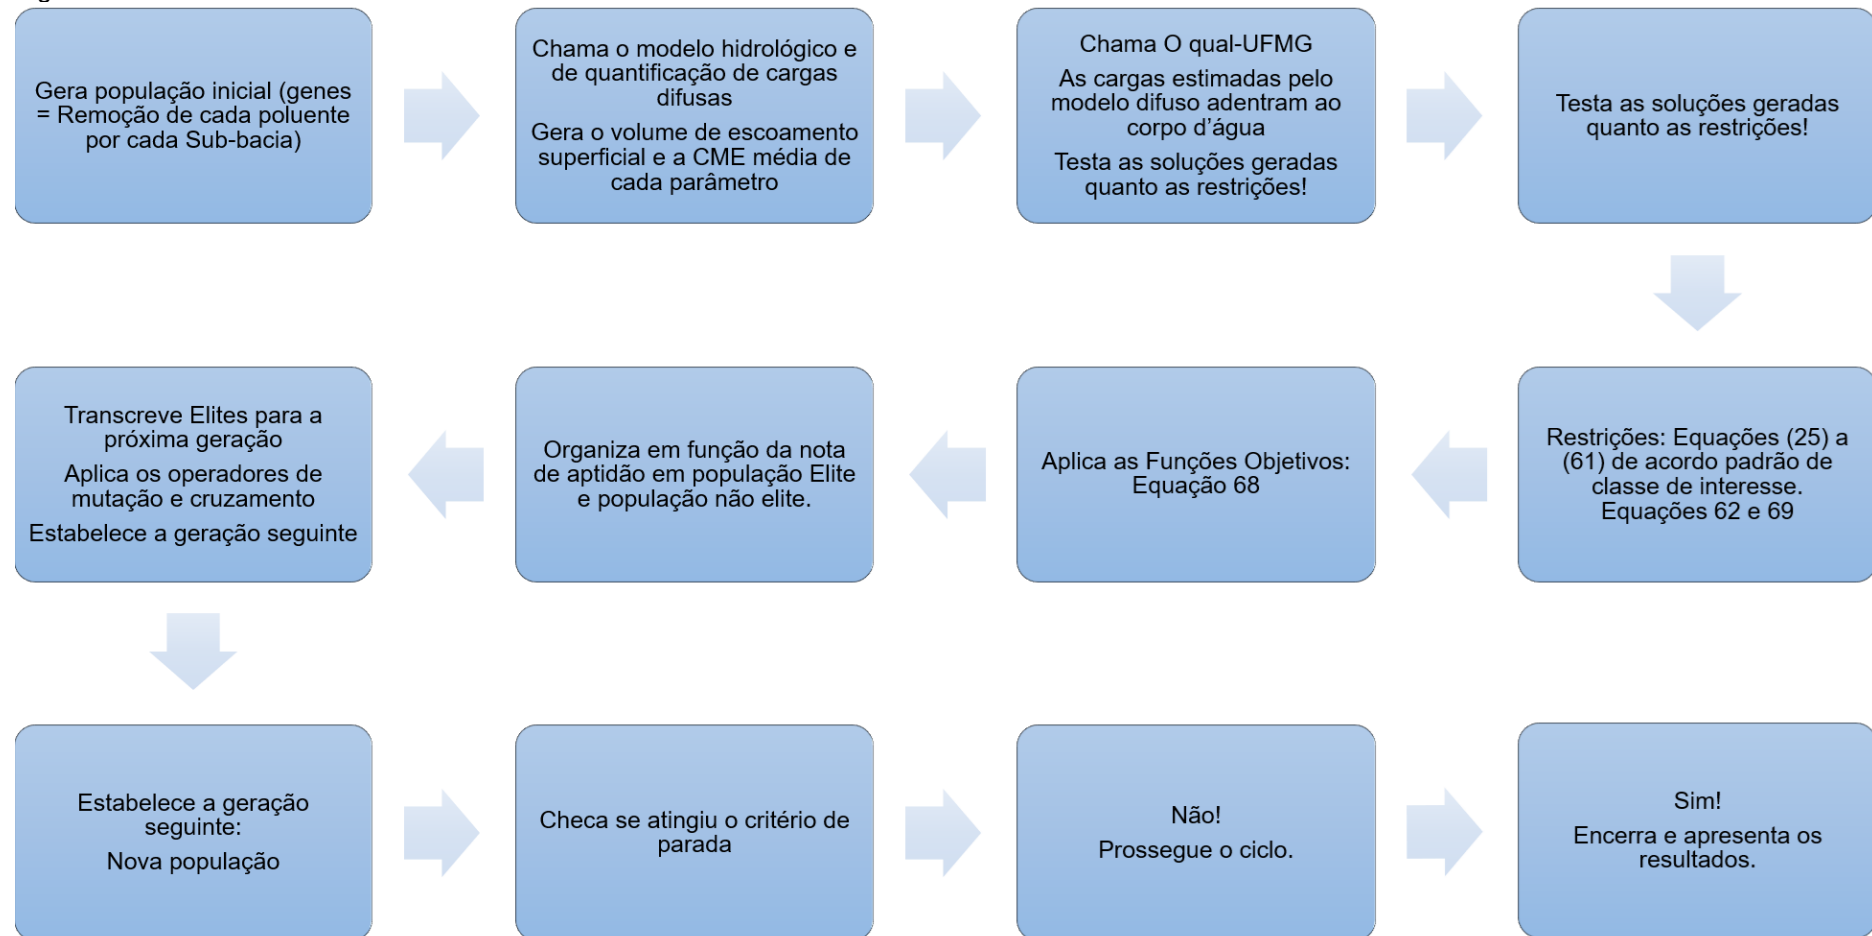 Gera população inicial (genes
= Remoção de cada poluente
por cada Sub-bacia)
Chama o modelo hidrológico e
de quantificação de cargas
difusas
Gera o volume de escoamento
superficial e a CME média de
cada parâmetro
Chama O qual-UFMG
As cargas estimadas pelo
modelo difuso adentram ao
corpo d'água
Testa as soluções geradas
quanto as restrições!
Testa as soluções geradas
quanto as restrições!
Restrições: Equações (25) a
(61) de acordo padrão de
classe de interesse.
Equações 62 e 69
Aplica as Funções Objetivos:
Equação 68
Organiza em função da nota
de aptidão em população Elite
e população não elite.
Transcreve Elites para a
próxima geração
Aplica os operadores de
mutação e cruzamento
Estabelece a geração seguinte
Estabelece a geração
seguinte:
Nova população
Checa se atingiu o critério de
parada
Não!
Prossegue o ciclo.
Sim!
Encerra e apresenta os
resultados.